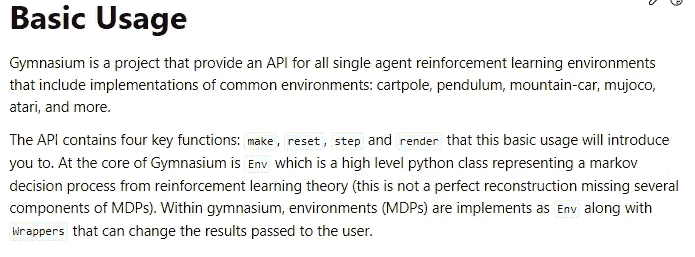 Basic Usage
Gymnasium is a project that provide an API for all single agent reinforcement learning environments
that include implementations of common environments: cartpole, pendulum, mountain-car, mujoco,
atari, and more.
The API contains four key functions: make, reset, step and render that this basic usage will introduce
you to. At the core of Gymnasium is Env which is a high level python class representing a markov
decision process from reinforcement learning theory (this is not a perfect reconstruction missing several
components of MDPs). Within gymnasium, environments (MDPs) are implements as Env along with
Wrappers that can change the results passed to the user.